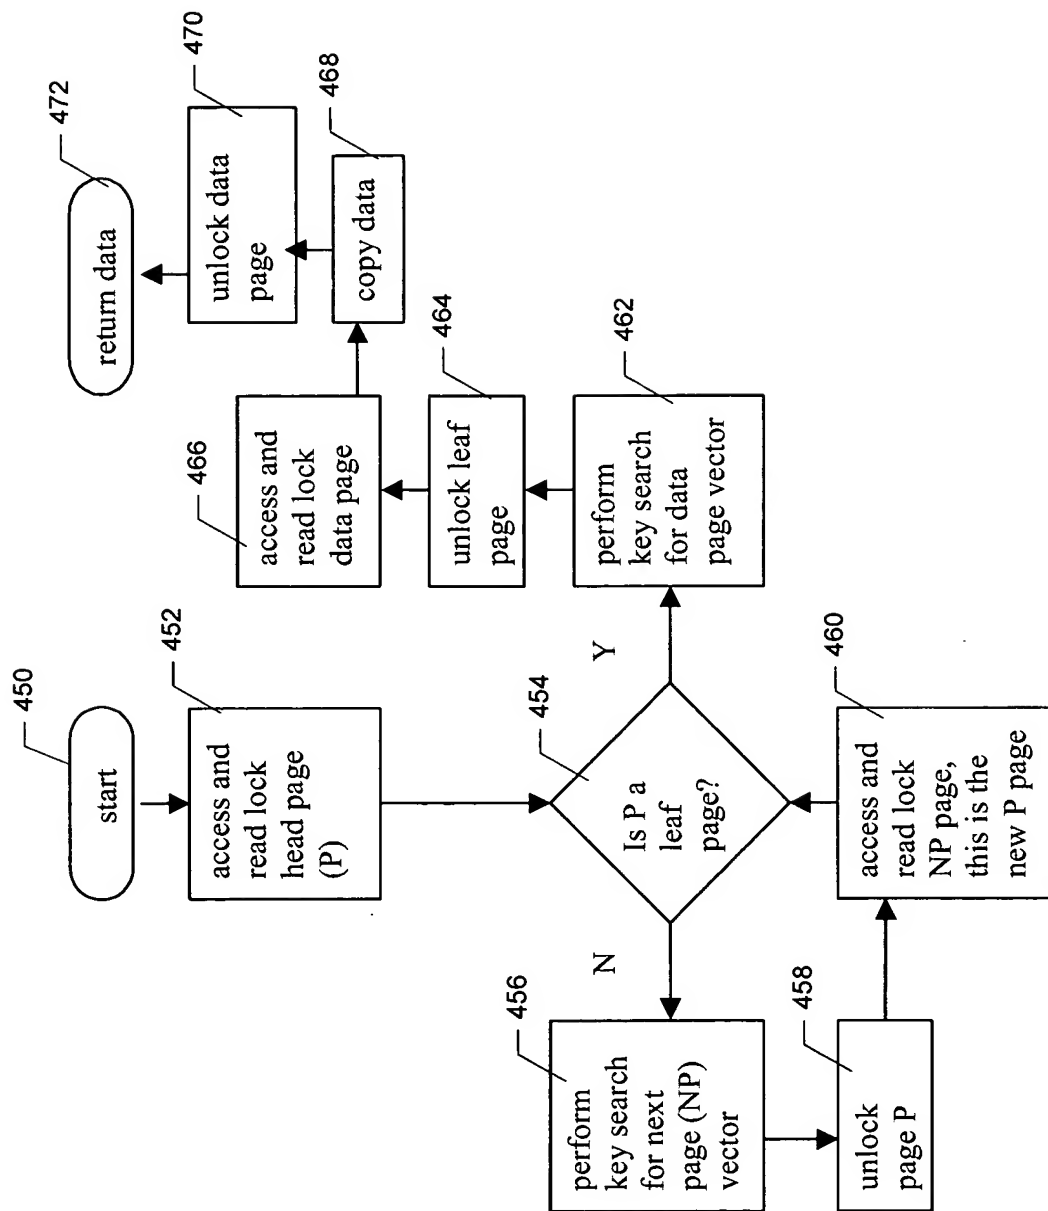 450
start
452
access and
read lock
head page
(P)
454
Is P a
leaf
page?
N
Y
456
perform
key search
for next
page (NP)
vector
458
unlock
page P
460
access and
read lock
NP page,
this is the
new P page
462
perform
key search
for data
page vector
464
unlock leaf
page
466
access and
read lock
data page
468
copy data
470
unlock data
page
472
return data